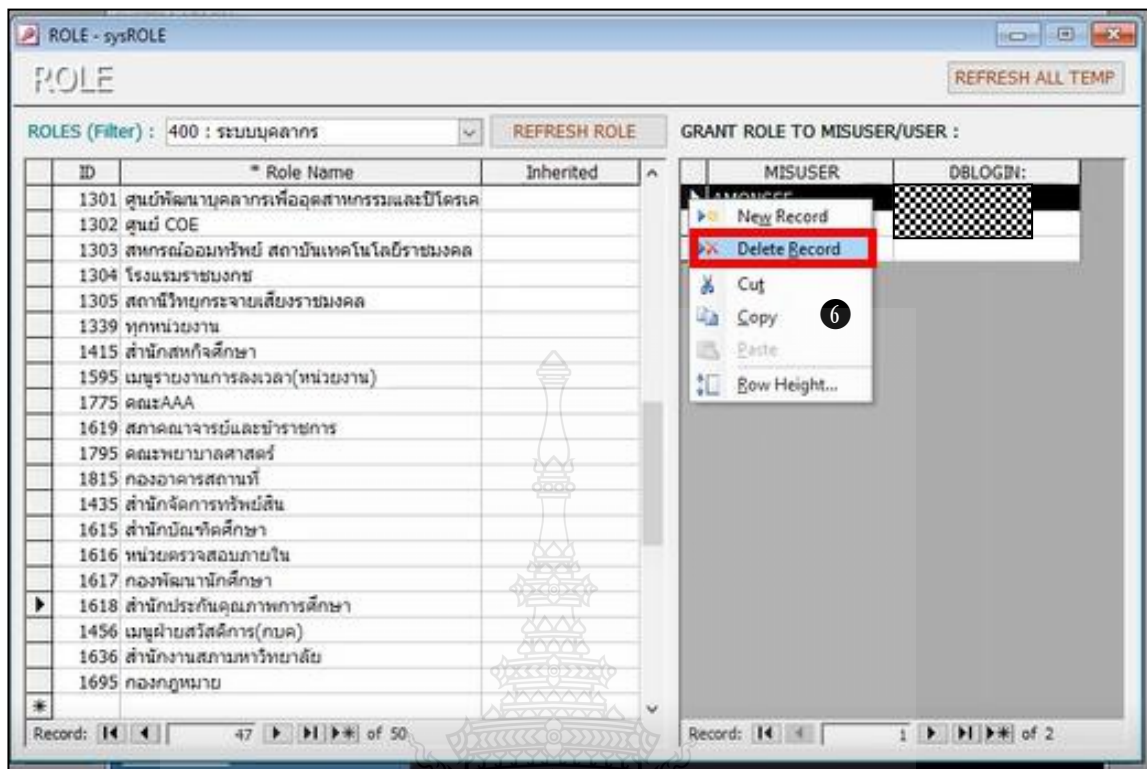 ROLE - sysROLE
ROLE
REFRESH ALL TEMP
ROLES (Filter) : 400 : ระบบบุคลากร REFRESH ROLE
ID * Role Name Inherited
1301 ศูนย์พัฒนาบุคลากรเพื่ออุตสาหกรรมและปิโตรเค
1302 ศูนย์ COE
1303 สหกรณ์ออมทรัพย์ สถาบันเทคโนโลยีราชมงคล
1304 โรงแรมราชบงกช
1305 สถานีวิทยุกระจายเสียงราชมงคล
1339 ทุกหน่วยงาน
1415 สำนักสหกิจศึกษา
1595 เมนูรายงานการลงเวลา(หน่วยงาน)
1775 คณะAAA
1619 สภาคณาจารย์และข้าราชการ
1795 คณะพยาบาลศาสตร์
1815 กองอาคารสถานที่
1435 สำนักจัดการทรัพย์สิน
1615 สำนักบัณฑิตศึกษา
1616 หน่วยตรวจสอบภายใน
1617 กองพัฒนานักศึกษา
1618 สำนักประกันคุณภาพการศึกษา
1456 เมนูฝ่ายสวัสดิการ(กบค)
1636 สำนักงานสภามหาวิทยาลัย
1695 กองกฎหมาย
*
Record: 47 of 50
GRANT ROLE TO MISUSER/USER :
MISUSER DBLOGIN:
New Record
Delete Record
Cut
Copy
6
Paste
Row Height...
Record: 1 of 2